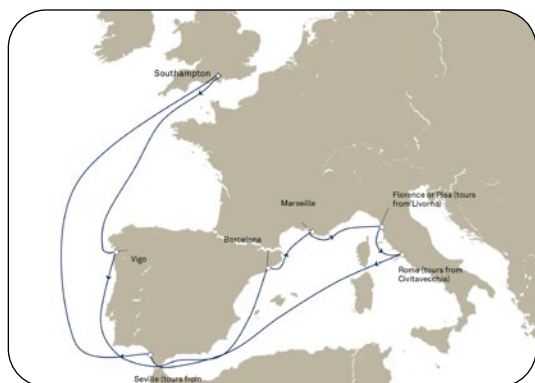 Southampton
Florence or Pisa (tours
from Livorno)
Marseille
Barcelona
Vigo
Rome (tours from
Civitavecchia)
Seville (tours from